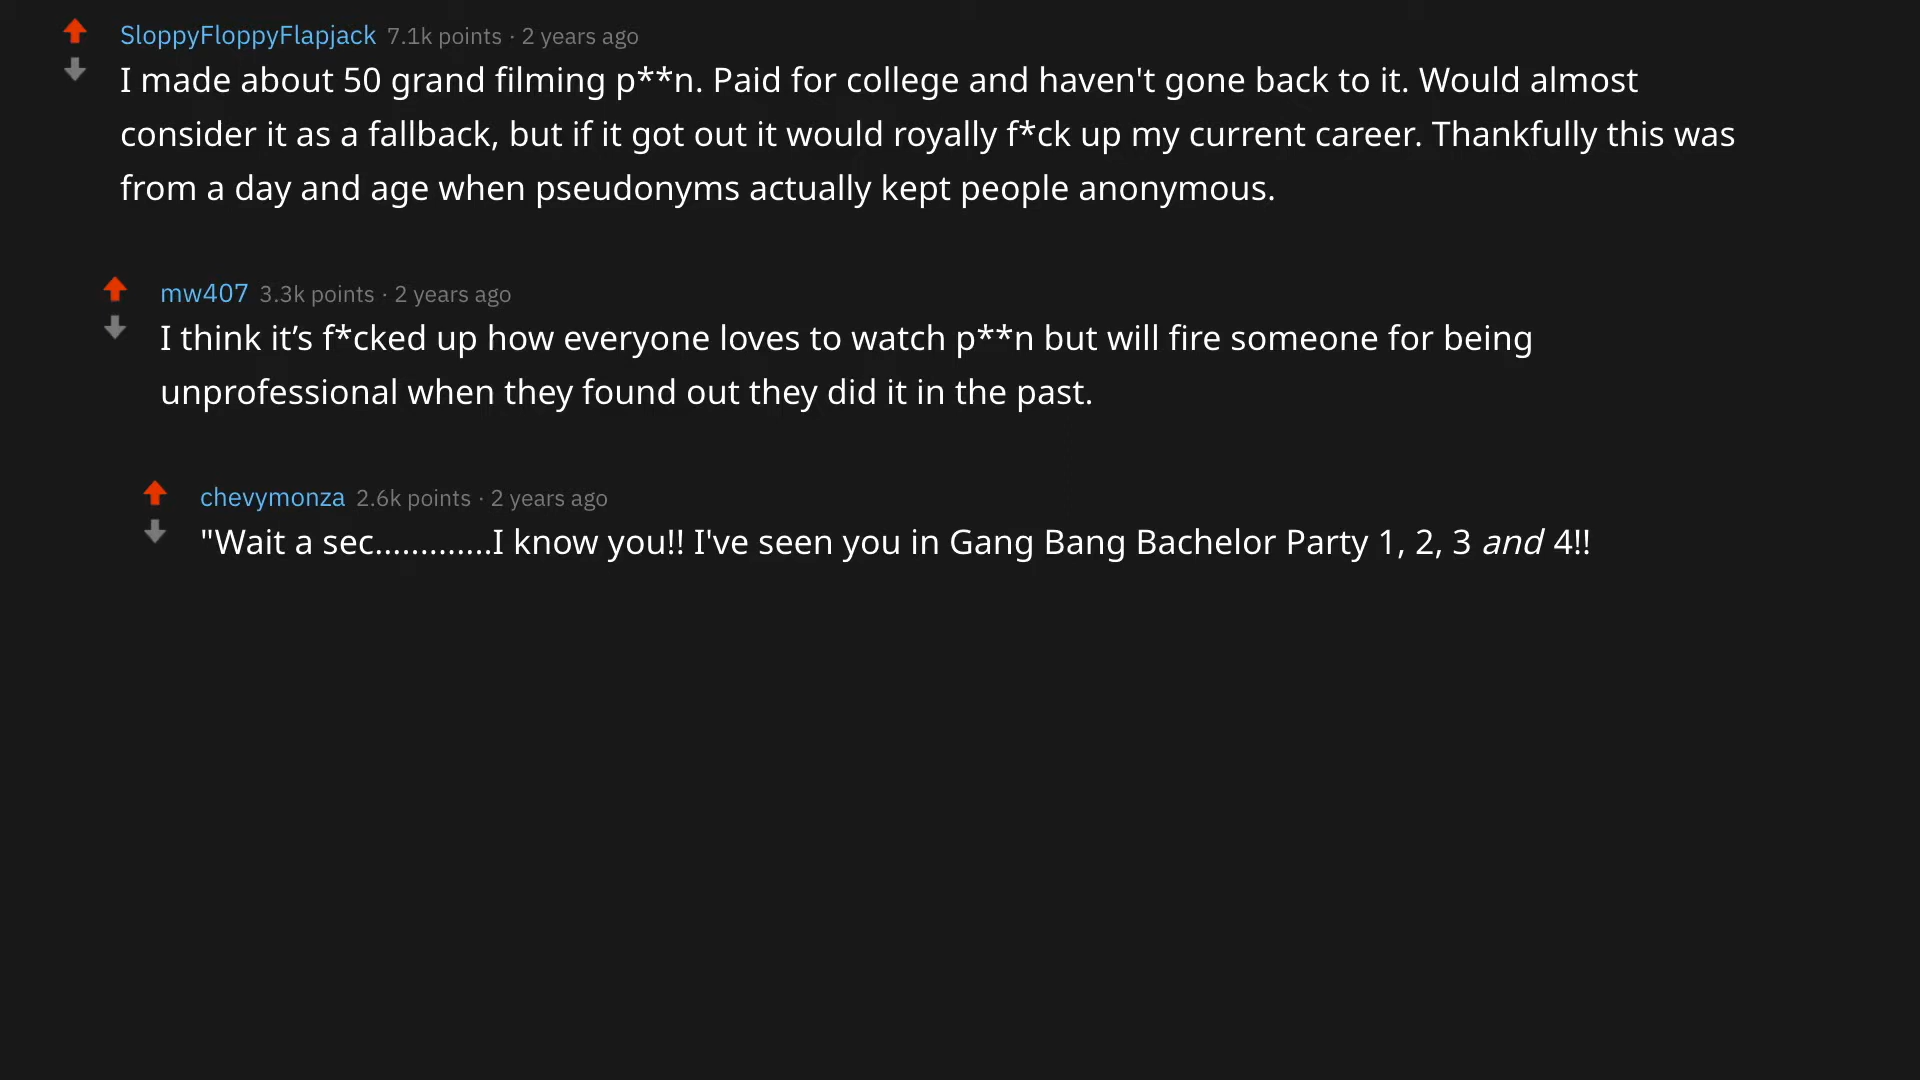 SloppyFloppyFlapjack 7.1k points · 2 years ago
I made about 50 grand filming p**n. Paid for college and haven't gone back to it. Would almost
consider it as a fallback, but if it got out it would royally f*ck up my current career. Thankfully this was
from a day and age when pseudonyms actually kept people anonymous.
mw407 3.3k points · 2 years ago
I think it’s f*cked up how everyone loves to watch p**n but will fire someone for being
unprofessional when they found out they did it in the past.
chevymonza 2.6k points · 2 years ago
"Wait a sec.............I know you!! I've seen you in Gang Bang Bachelor Party 1, 2, 3 and 4!!